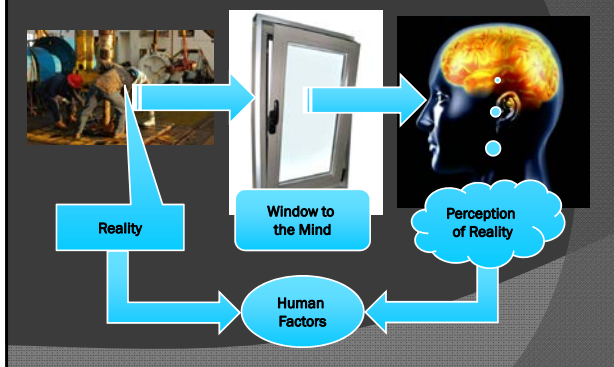 Reality
Window to
the Mind
Perception
of Reality
Human
Factors